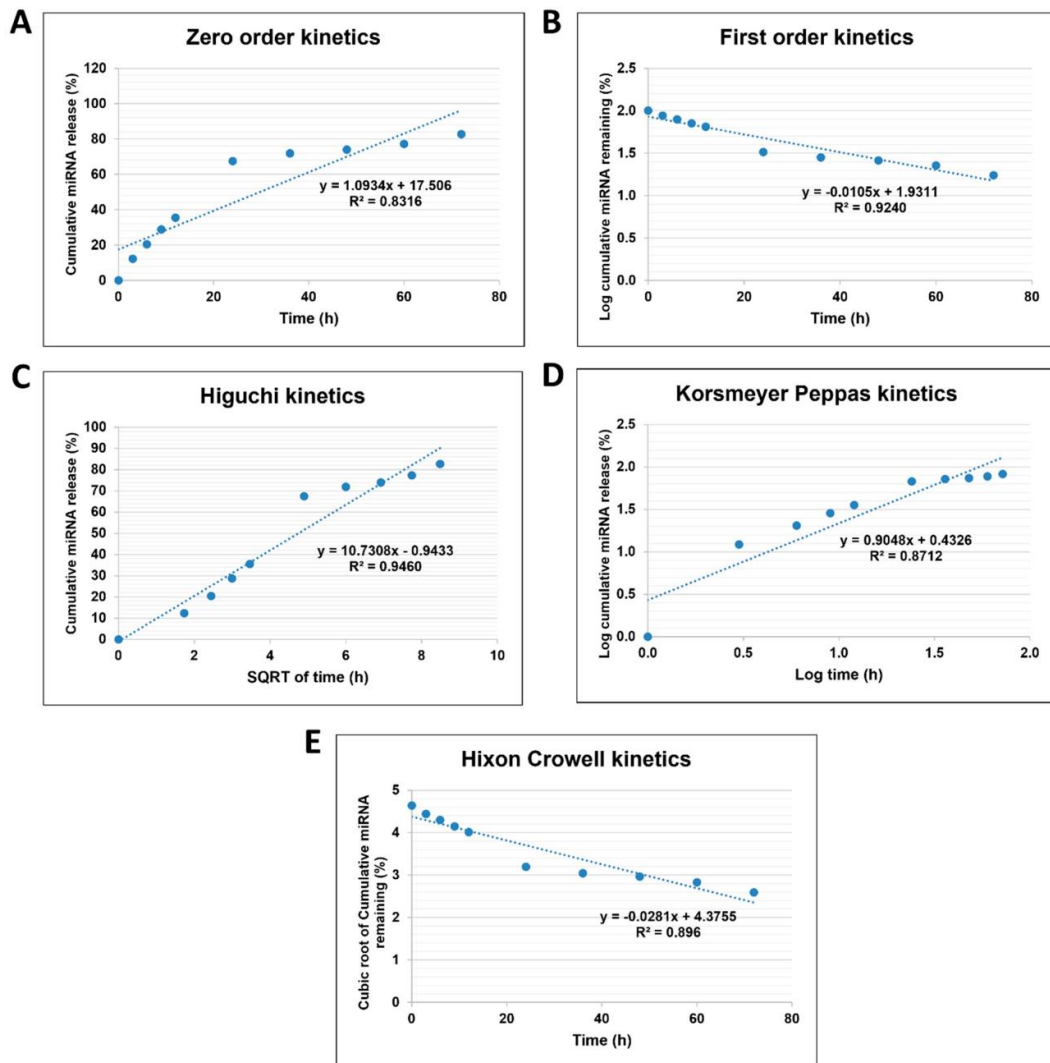 A
Zero order kinetics
Cumulative miRNA release (%)
120
100
80
60
40
20
0
y = 1.0934x + 17.506
R² = 0.8316
0 20 40 60 80
Time (h)
B
First order kinetics
Log cumulative miRNA remaining (%)
2.5
2.0
1.5
1.0
0.5
0.0
y = -0.0105x + 1.9311
R² = 0.9240
0 20 40 60 80
Time (h)
C
Higuchi kinetics
Cumulative miRNA release (%)
100
90
80
70
60
50
40
30
20
10
0
y = 10.7308x - 0.9433
R² = 0.9460
0 2 4 6 8 10
SQRT of time (h)
D
Korsmeyer Peppas kinetics
Log cumulative miRNA release (%)
2.5
2.0
1.5
1.0
0.5
0.0
y = 0.9048x + 0.4326
R² = 0.8712
0.0 0.5 1.0 1.5 2.0
Log time (h)
E
Hixon Crowell kinetics
Cubic root of Cumulative miRNA
remaining (%)
5
4
3
2
1
0
y = -0.0281x + 4.3755
R² = 0.896
0 20 40 60 80
Time (h)